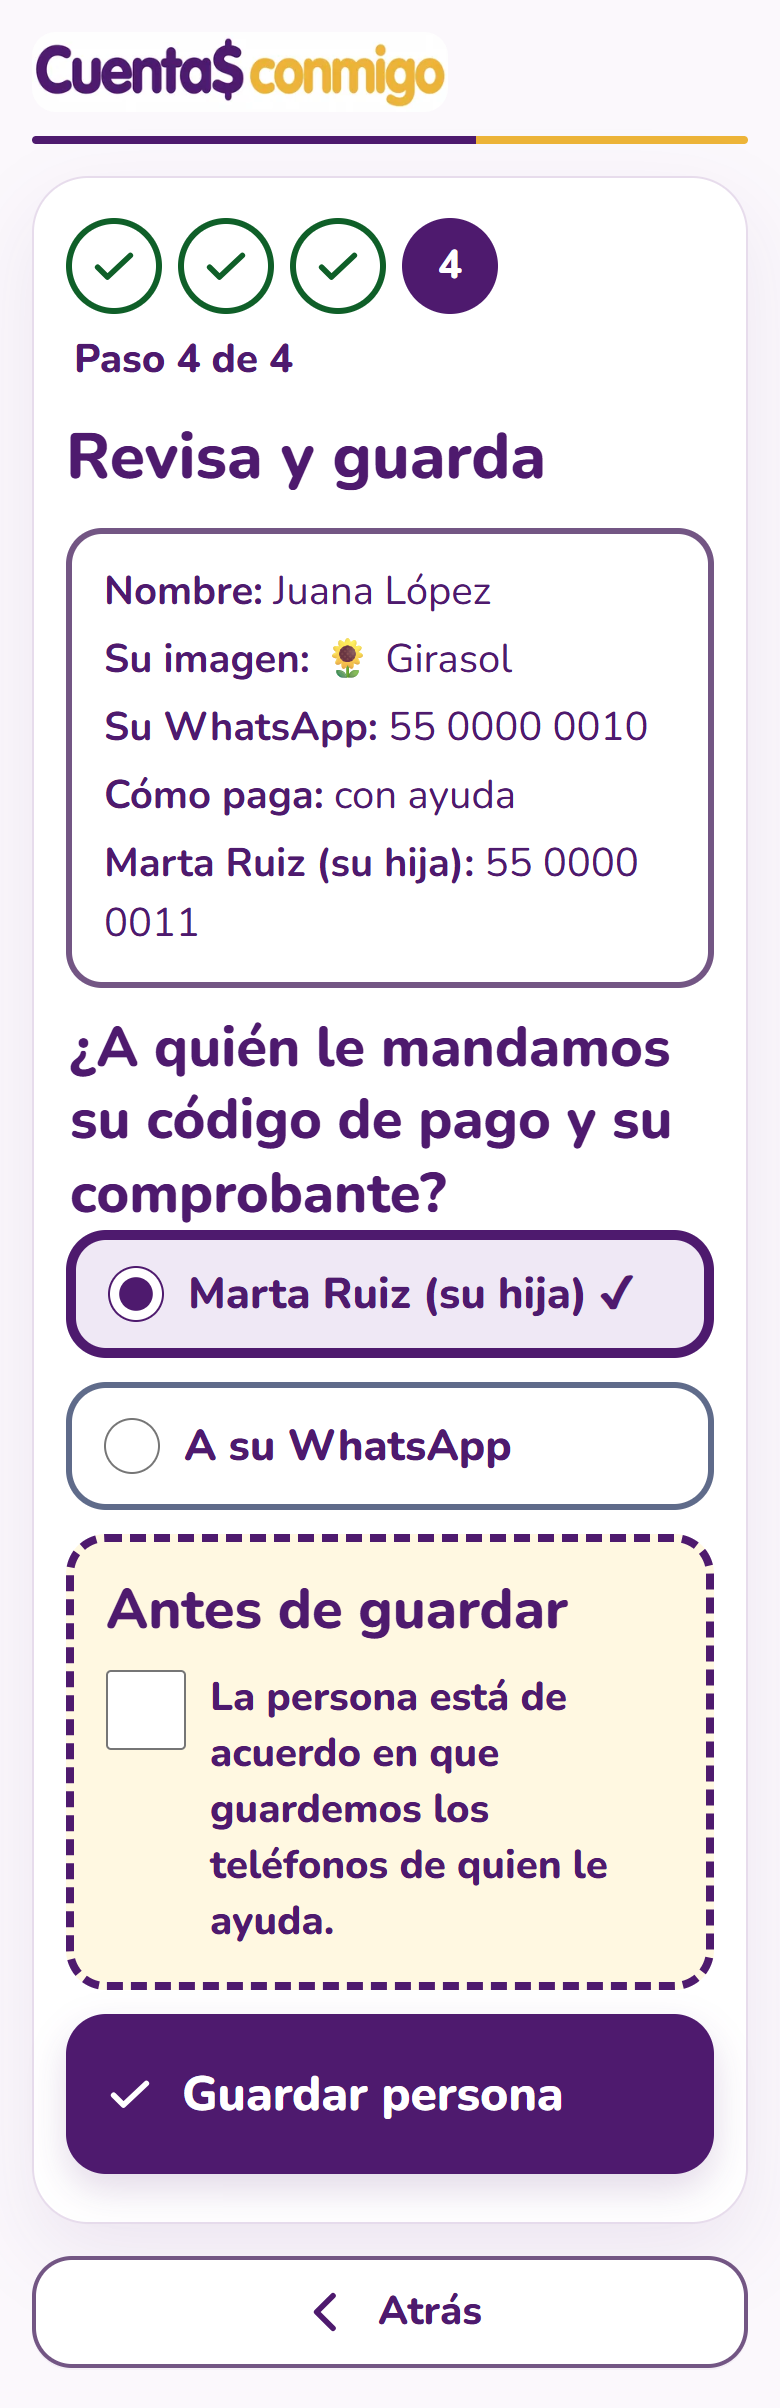 Cuenta$ conmigo
4
Paso 4 de 4
Revisa y guarda
Nombre: Juana López
Su imagen: 🌻 Girasol
Su WhatsApp: 55 0000 0010
Cómo paga: con ayuda
Marta Ruiz (su hija): 55 0000
0011
¿A quién le mandamos
su código de pago y su
comprobante?
Marta Ruiz (su hija) ✓
A su WhatsApp
Antes de guardar
La persona está de
acuerdo en que
guardemos los
teléfonos de quien le
ayuda.
Guardar persona
Atrás